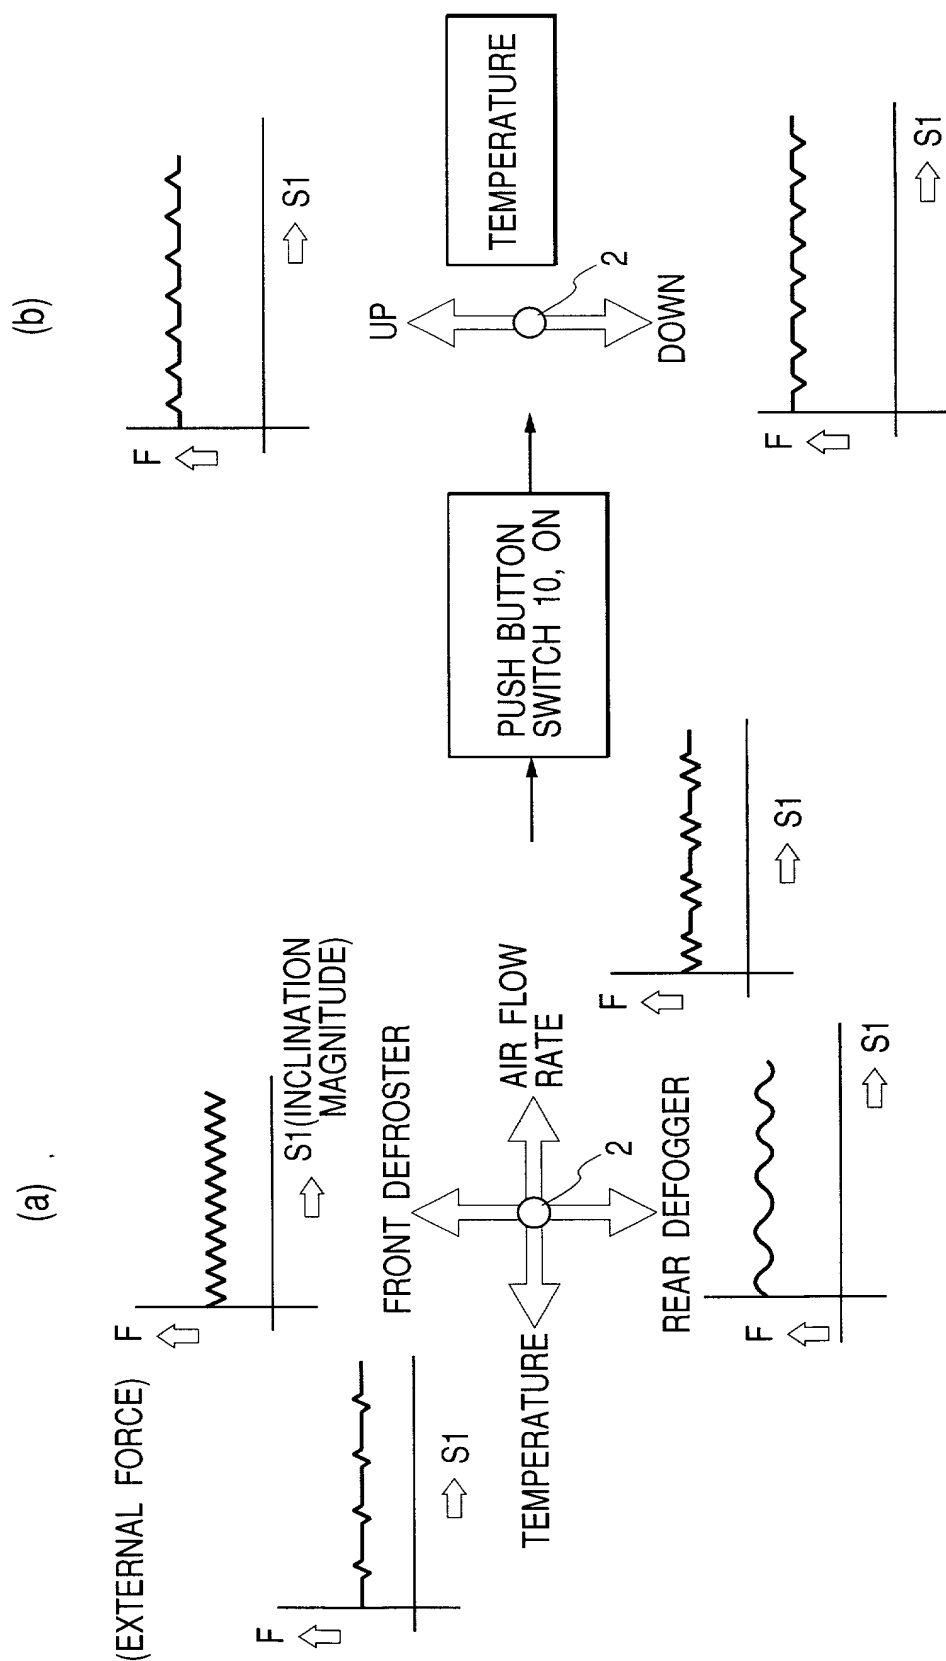 (a)
(EXTERNAL FORCE)
F
S1(INCLINATION
MAGNITUDE)
F
S1
FRONT DEFROSTER
TEMPERATURE
AIR FLOW
RATE
2
REAR DEFOGGER
F
S1
F
S1
PUSH BUTTON
SWITCH 10, ON
(b)
F
S1
UP
TEMPERATURE
2
DOWN
F
S1